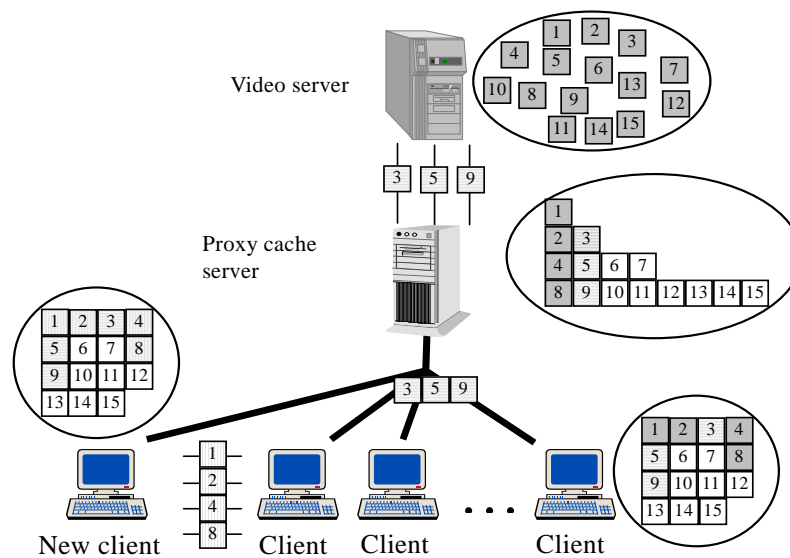 1 2 3
4 5 6 7
10 8 9 13 12
11 14 15
Video server
3 5 9
1
2 3
4 5 6 7
8 9 10 11 12 13 14 15
Proxy cache
server
1 2 3 4
5 6 7 8
9 10 11 12
13 14 15
3 5 9
1
2
4
8
1 2 3 4
5 6 7 8
9 10 11 12
13 14 15
New client Client Client • • • Client